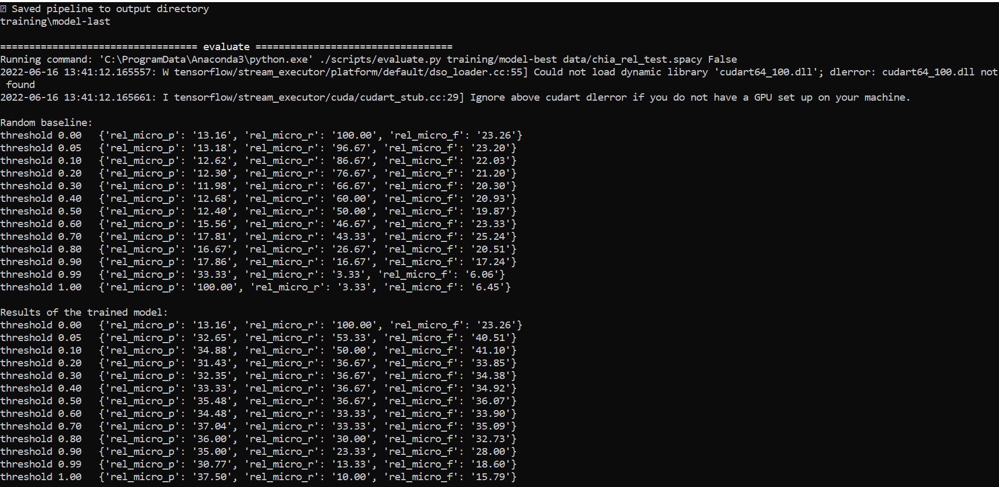 Saved pipeline to output directory
training\model-last
================================== evaluate ==================================
Running command: 'C:\ProgramData\Anaconda3\python.exe' ./scripts/evaluate.py training/model-best data/chia_rel_test.spacy False
2022-06-16 13:41:12.165557: W tensorflow/stream_executor/platform/default/dso_loader.cc:55] Could not load dynamic library 'cudart64_100.dll'; dlerror: cudart64_100.dll not
found
2022-06-16 13:41:12.165661: I tensorflow/stream_executor/cuda/cudart_stub.cc:29] Ignore above cudart dlerror if you do not have a GPU set up on your machine.
Random baseline:
threshold 0.00   {'rel_micro_p': '13.16', 'rel_micro_r': '100.00', 'rel_micro_f': '23.26'}
threshold 0.05   {'rel_micro_p': '13.18', 'rel_micro_r': '96.67', 'rel_micro_f': '23.20'}
threshold 0.10   {'rel_micro_p': '12.62', 'rel_micro_r': '86.67', 'rel_micro_f': '22.03'}
threshold 0.20   {'rel_micro_p': '12.30', 'rel_micro_r': '76.67', 'rel_micro_f': '21.20'}
threshold 0.30   {'rel_micro_p': '11.98', 'rel_micro_r': '66.67', 'rel_micro_f': '20.30'}
threshold 0.40   {'rel_micro_p': '12.68', 'rel_micro_r': '60.00', 'rel_micro_f': '20.93'}
threshold 0.50   {'rel_micro_p': '12.40', 'rel_micro_r': '50.00', 'rel_micro_f': '19.87'}
threshold 0.60   {'rel_micro_p': '15.56', 'rel_micro_r': '46.67', 'rel_micro_f': '23.33'}
threshold 0.70   {'rel_micro_p': '17.81', 'rel_micro_r': '43.33', 'rel_micro_f': '25.24'}
threshold 0.80   {'rel_micro_p': '16.67', 'rel_micro_r': '26.67', 'rel_micro_f': '20.51'}
threshold 0.90   {'rel_micro_p': '17.86', 'rel_micro_r': '16.67', 'rel_micro_f': '17.24'}
threshold 0.99   {'rel_micro_p': '33.33', 'rel_micro_r': '3.33', 'rel_micro_f': '6.06'}
threshold 1.00   {'rel_micro_p': '100.00', 'rel_micro_r': '3.33', 'rel_micro_f': '6.45'}
Results of the trained model:
threshold 0.00   {'rel_micro_p': '13.16', 'rel_micro_r': '100.00', 'rel_micro_f': '23.26'}
threshold 0.05   {'rel_micro_p': '32.65', 'rel_micro_r': '53.33', 'rel_micro_f': '40.51'}
threshold 0.10   {'rel_micro_p': '34.88', 'rel_micro_r': '50.00', 'rel_micro_f': '41.10'}
threshold 0.20   {'rel_micro_p': '31.43', 'rel_micro_r': '36.67', 'rel_micro_f': '33.85'}
threshold 0.30   {'rel_micro_p': '32.35', 'rel_micro_r': '36.67', 'rel_micro_f': '34.38'}
threshold 0.40   {'rel_micro_p': '33.33', 'rel_micro_r': '36.67', 'rel_micro_f': '34.92'}
threshold 0.50   {'rel_micro_p': '35.48', 'rel_micro_r': '36.67', 'rel_micro_f': '36.07'}
threshold 0.60   {'rel_micro_p': '34.48', 'rel_micro_r': '33.33', 'rel_micro_f': '33.90'}
threshold 0.70   {'rel_micro_p': '37.04', 'rel_micro_r': '33.33', 'rel_micro_f': '35.09'}
threshold 0.80   {'rel_micro_p': '36.00', 'rel_micro_r': '30.00', 'rel_micro_f': '32.73'}
threshold 0.90   {'rel_micro_p': '35.00', 'rel_micro_r': '23.33', 'rel_micro_f': '28.00'}
threshold 0.99   {'rel_micro_p': '30.77', 'rel_micro_r': '13.33', 'rel_micro_f': '18.60'}
threshold 1.00   {'rel_micro_p': '37.50', 'rel_micro_r': '10.00', 'rel_micro_f': '15.79'}